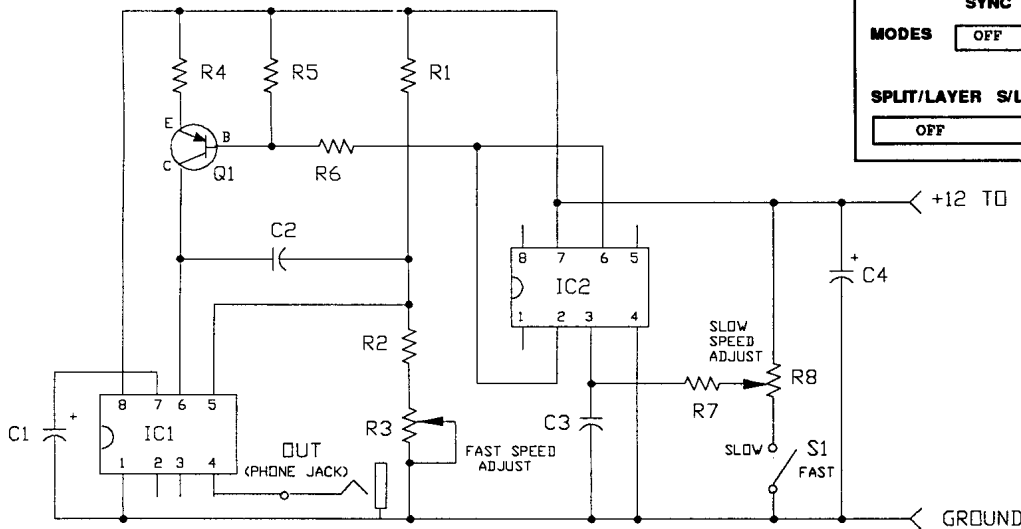 SYNC
MODES OFF
SPLIT/LAYER S/L
OFF
R4
R5
R1
E
B
C
Q1
R6
+12 TO
C2
8 7 6 5
IC2
1 2 3 4
C4
SLOW
SPEED
ADJUST
R2
R8
R7
C3
8 7 6 5
C1
+
IC1
R3
1 2 3 4
OUT
(PHONE JACK)
FAST SPEED
ADJUST
SLOW
S1
FAST
+
GROUND